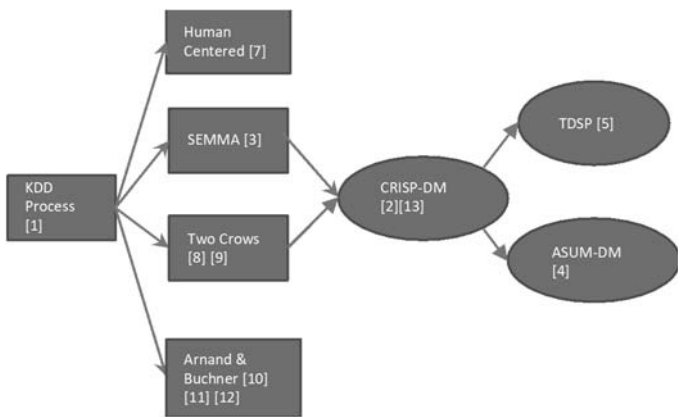 Human
Centered [7]
SEMMA [3]
TDSP [5]
KDD
Process
[1]
CRISP-DM
[2][13]
Two Crows
[8] [9]
ASUM-DM
[4]
Arnand &
Buchner [10]
[11] [12]